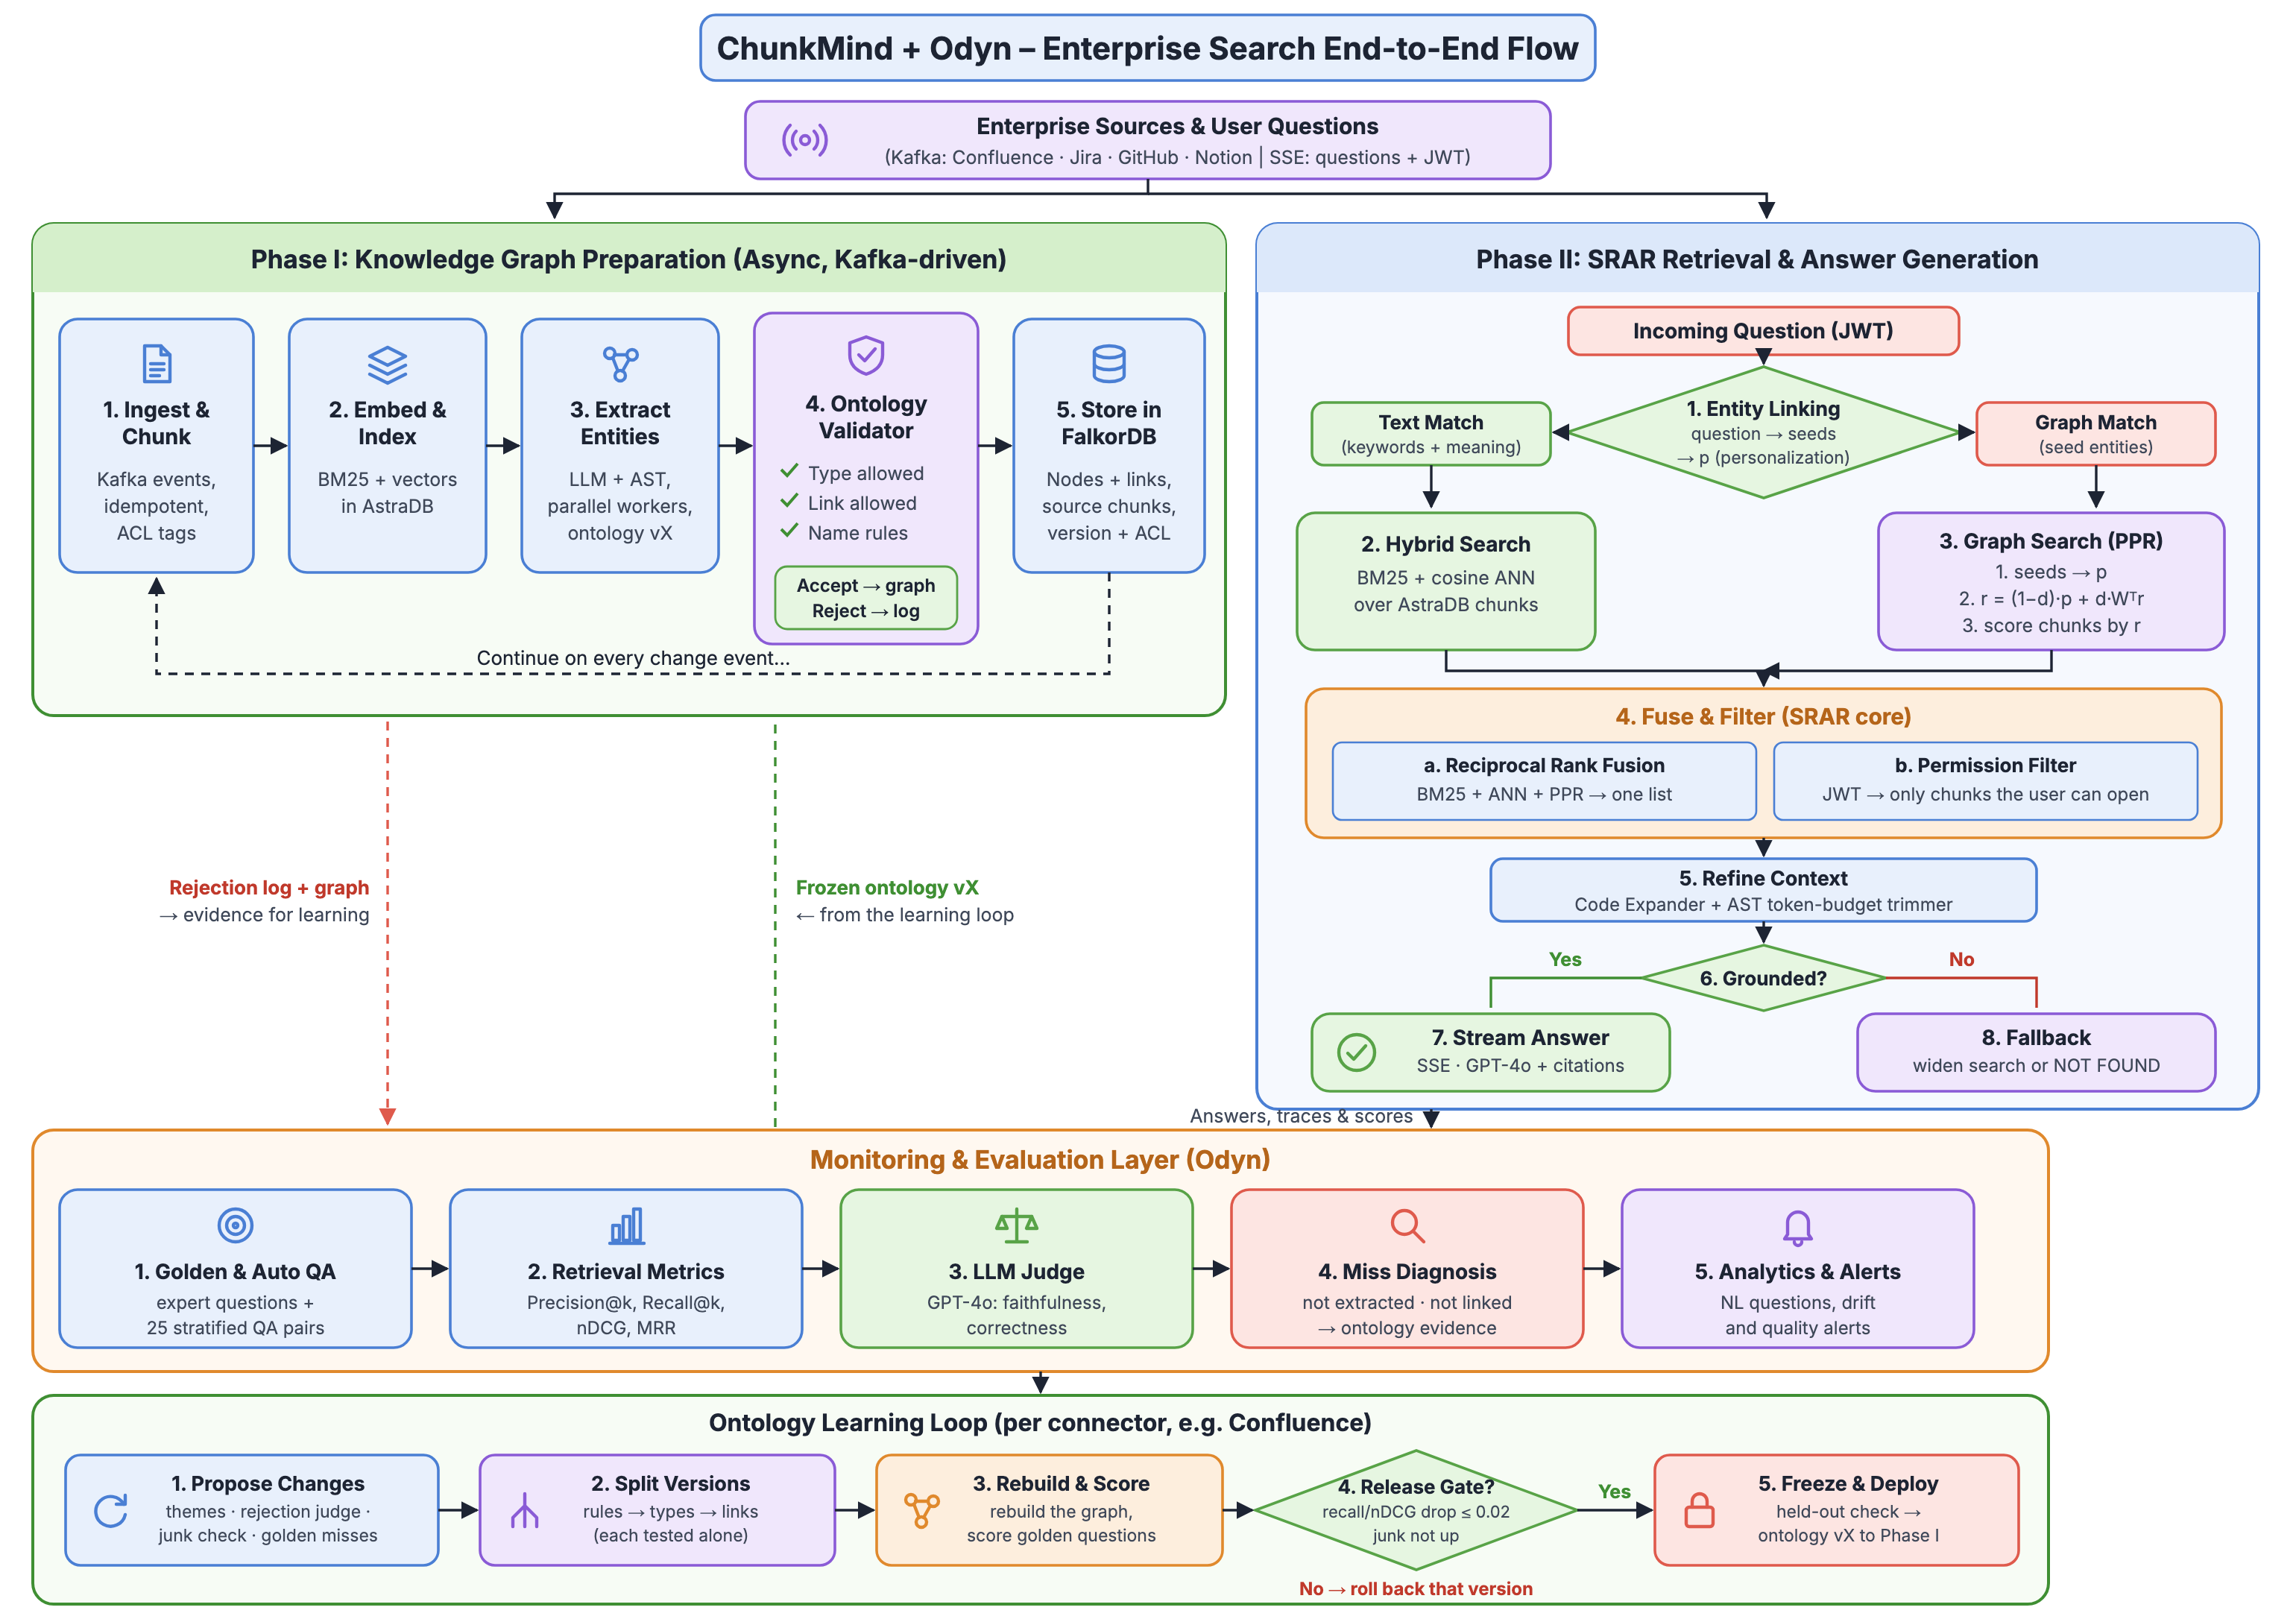 ChunkMind + Odyn – Enterprise Search End-to-End Flow
Enterprise Sources & User Questions
(Kafka: Confluence · Jira · GitHub · Notion | SSE: questions + JWT)
Phase I: Knowledge Graph Preparation (Async, Kafka-driven)
1. Ingest &
Chunk
Kafka events,
idempotent,
ACL tags
2. Embed &
Index
BM25 + vectors
in AstraDB
3. Extract
Entities
LLM + AST,
parallel workers,
ontology vX
4. Ontology
Validator
Type allowed
Link allowed
Name rules
Accept → graph
Reject → log
5. Store in
FalkorDB
Nodes + links,
source chunks,
version + ACL
Continue on every change event...
Phase II: SRAR Retrieval & Answer Generation
Incoming Question (JWT)
1. Entity Linking
question → seeds
→ p (personalization)
Text Match
(keywords + meaning)
Graph Match
(seed entities)
2. Hybrid Search
BM25 + cosine ANN
over AstraDB chunks
3. Graph Search (PPR)
1. seeds → p
2. r = (1−d)·p + d·Wᵀr
3. score chunks by r
4. Fuse & Filter (SRAR core)
a. Reciprocal Rank Fusion
BM25 + ANN + PPR → one list
b. Permission Filter
JWT → only chunks the user can open
5. Refine Context
Code Expander + AST token-budget trimmer
6. Grounded?
Yes
No
7. Stream Answer
SSE · GPT-4o + citations
8. Fallback
widen search or NOT FOUND
Rejection log + graph
→ evidence for learning
Frozen ontology vX
← from the learning loop
Answers, traces & scores
Monitoring & Evaluation Layer (Odyn)
1. Golden & Auto QA
expert questions +
25 stratified QA pairs
2. Retrieval Metrics
Precision@k, Recall@k,
nDCG, MRR
3. LLM Judge
GPT-4o: faithfulness,
correctness
4. Miss Diagnosis
not extracted · not linked
→ ontology evidence
5. Analytics & Alerts
NL questions, drift
and quality alerts
Ontology Learning Loop (per connector, e.g. Confluence)
1. Propose Changes
themes · rejection judge ·
junk check · golden misses
2. Split Versions
rules → types → links
(each tested alone)
3. Rebuild & Score
rebuild the graph,
score golden questions
4. Release Gate?
recall/nDCG drop ≤ 0.02
junk not up
Yes
No → roll back that version
5. Freeze & Deploy
held-out check →
ontology vX to Phase I